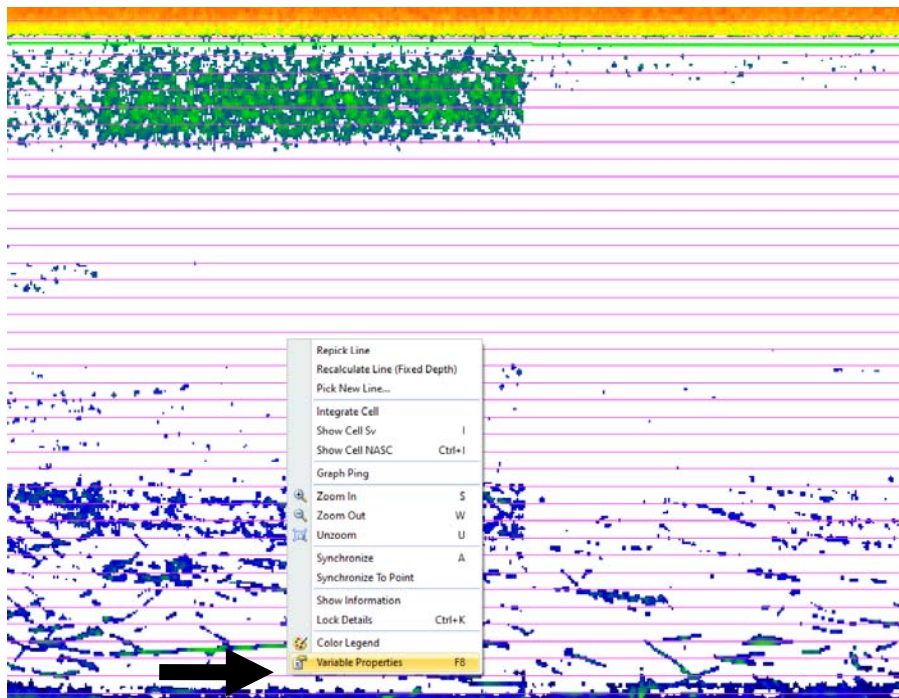 Repick Line
Recalculate Line (Fixed Depth)
Pick New Line...
Integrate Cell
Show Cell Sv I
Show Cell NASC Ctrl+I
Graph Ping
Zoom In S
Zoom Out W
Unzoom U
Synchronize A
Synchronize To Point
Show Information
Lock Details Ctrl+K
Color Legend
Variable Properties F8